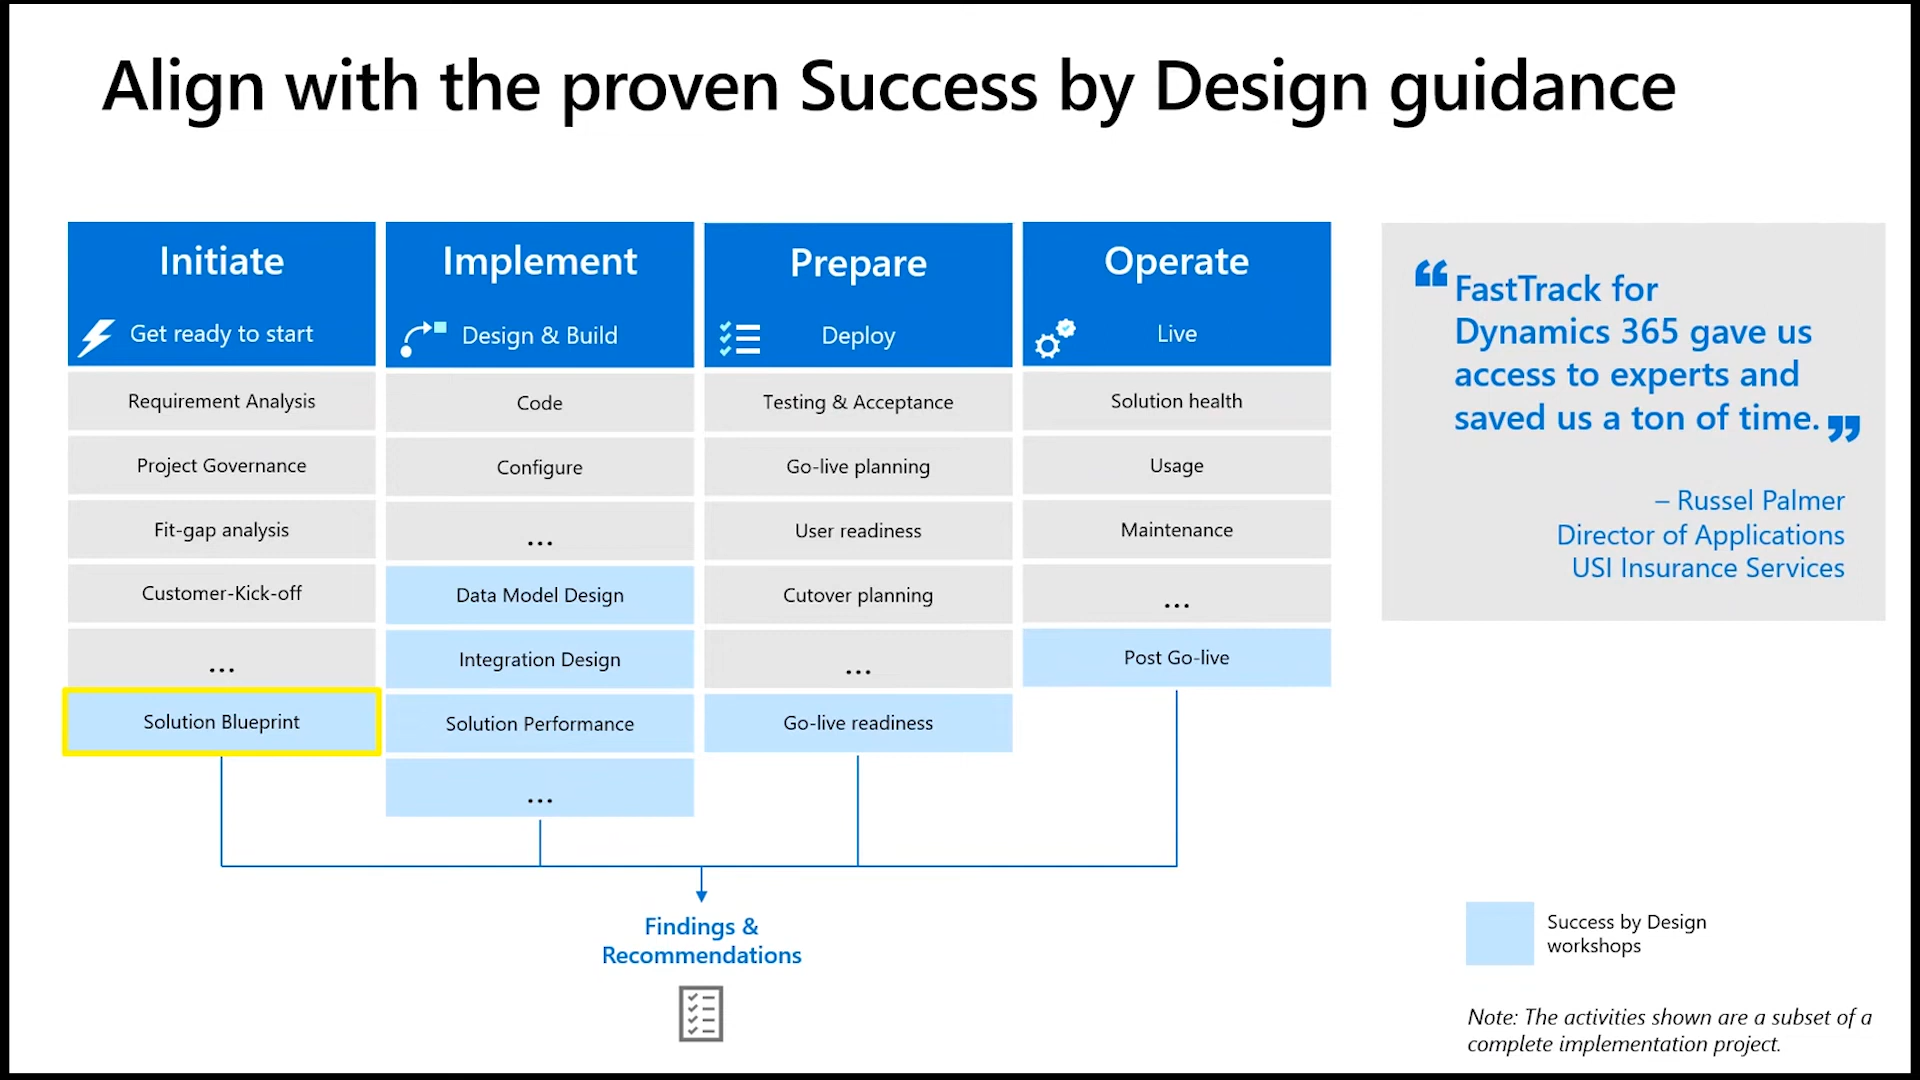 Align with the proven Success by Design guidance
Initiate
Get ready to start
Requirement Analysis
Project Governance
Fit-gap analysis
Customer-Kick-off
...
Solution Blueprint
Implement
Design & Build
Code
Configure
...
Data Model Design
Integration Design
Solution Performance
...
Prepare
Deploy
Testing & Acceptance
Go-live planning
User readiness
Cutover planning
...
Go-live readiness
Operate
Live
Solution health
Usage
Maintenance
...
Post Go-live
Findings &
Recommendations
“FastTrack for
Dynamics 365 gave us
access to experts and
saved us a ton of time.”
– Russel Palmer
Director of Applications
USI Insurance Services
Success by Design
workshops
Note: The activities shown are a subset of a
complete implementation project.